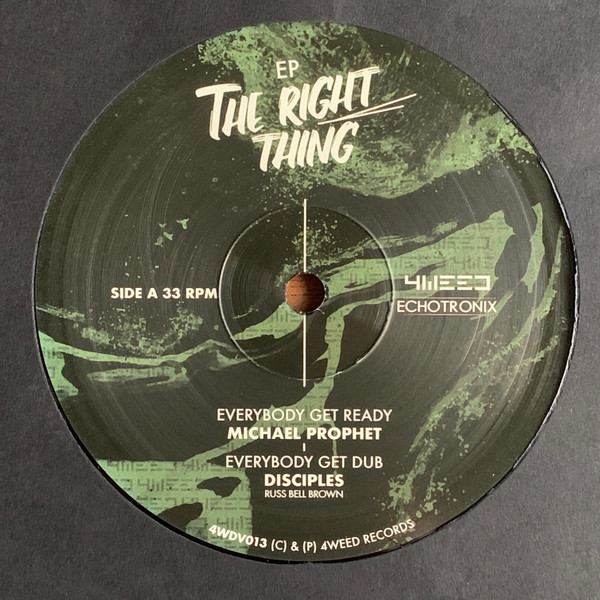 EP
THE RIGHT
THING
SIDE A 33 RPM
4WEED
ECHOTRONIX
EVERYBODY GET READY
MICHAEL PROPHET
EVERYBODY GET DUB
DISCIPLES
RUSS BELL BROWN
4WDV013 (C) & (P) 4WEED RECORDS